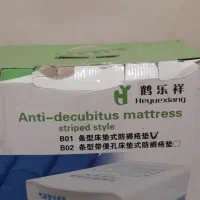 鹤乐祥
Heyuexiang
Anti-decubitus mattress
striped style
B01 条型床垫式防褥疮垫 ✓
B02 条型带便孔床垫式防褥疮垫 □